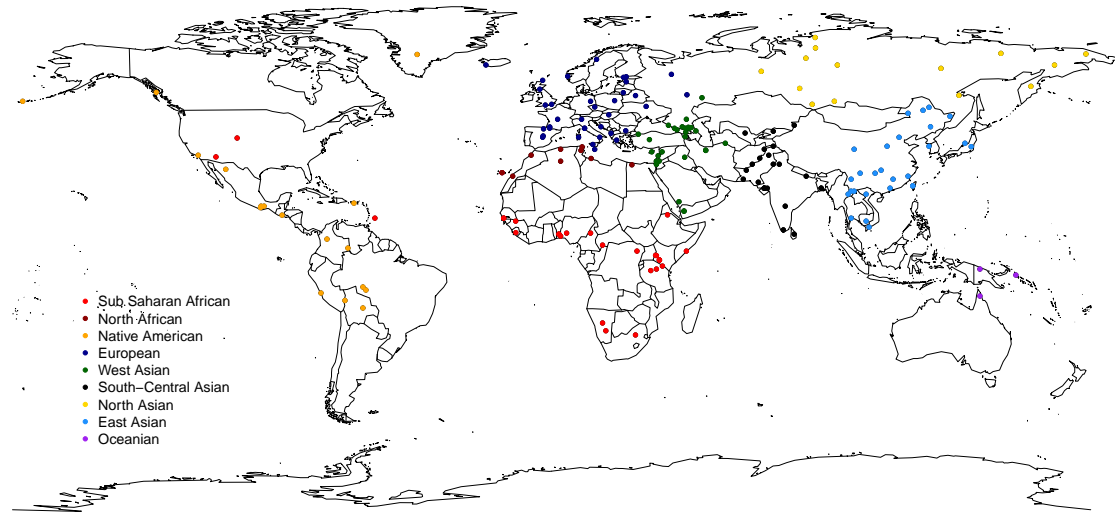 Sub Saharan African
North African
Native American
European
West Asian
South−Central Asian
North Asian
East Asian
Oceanian